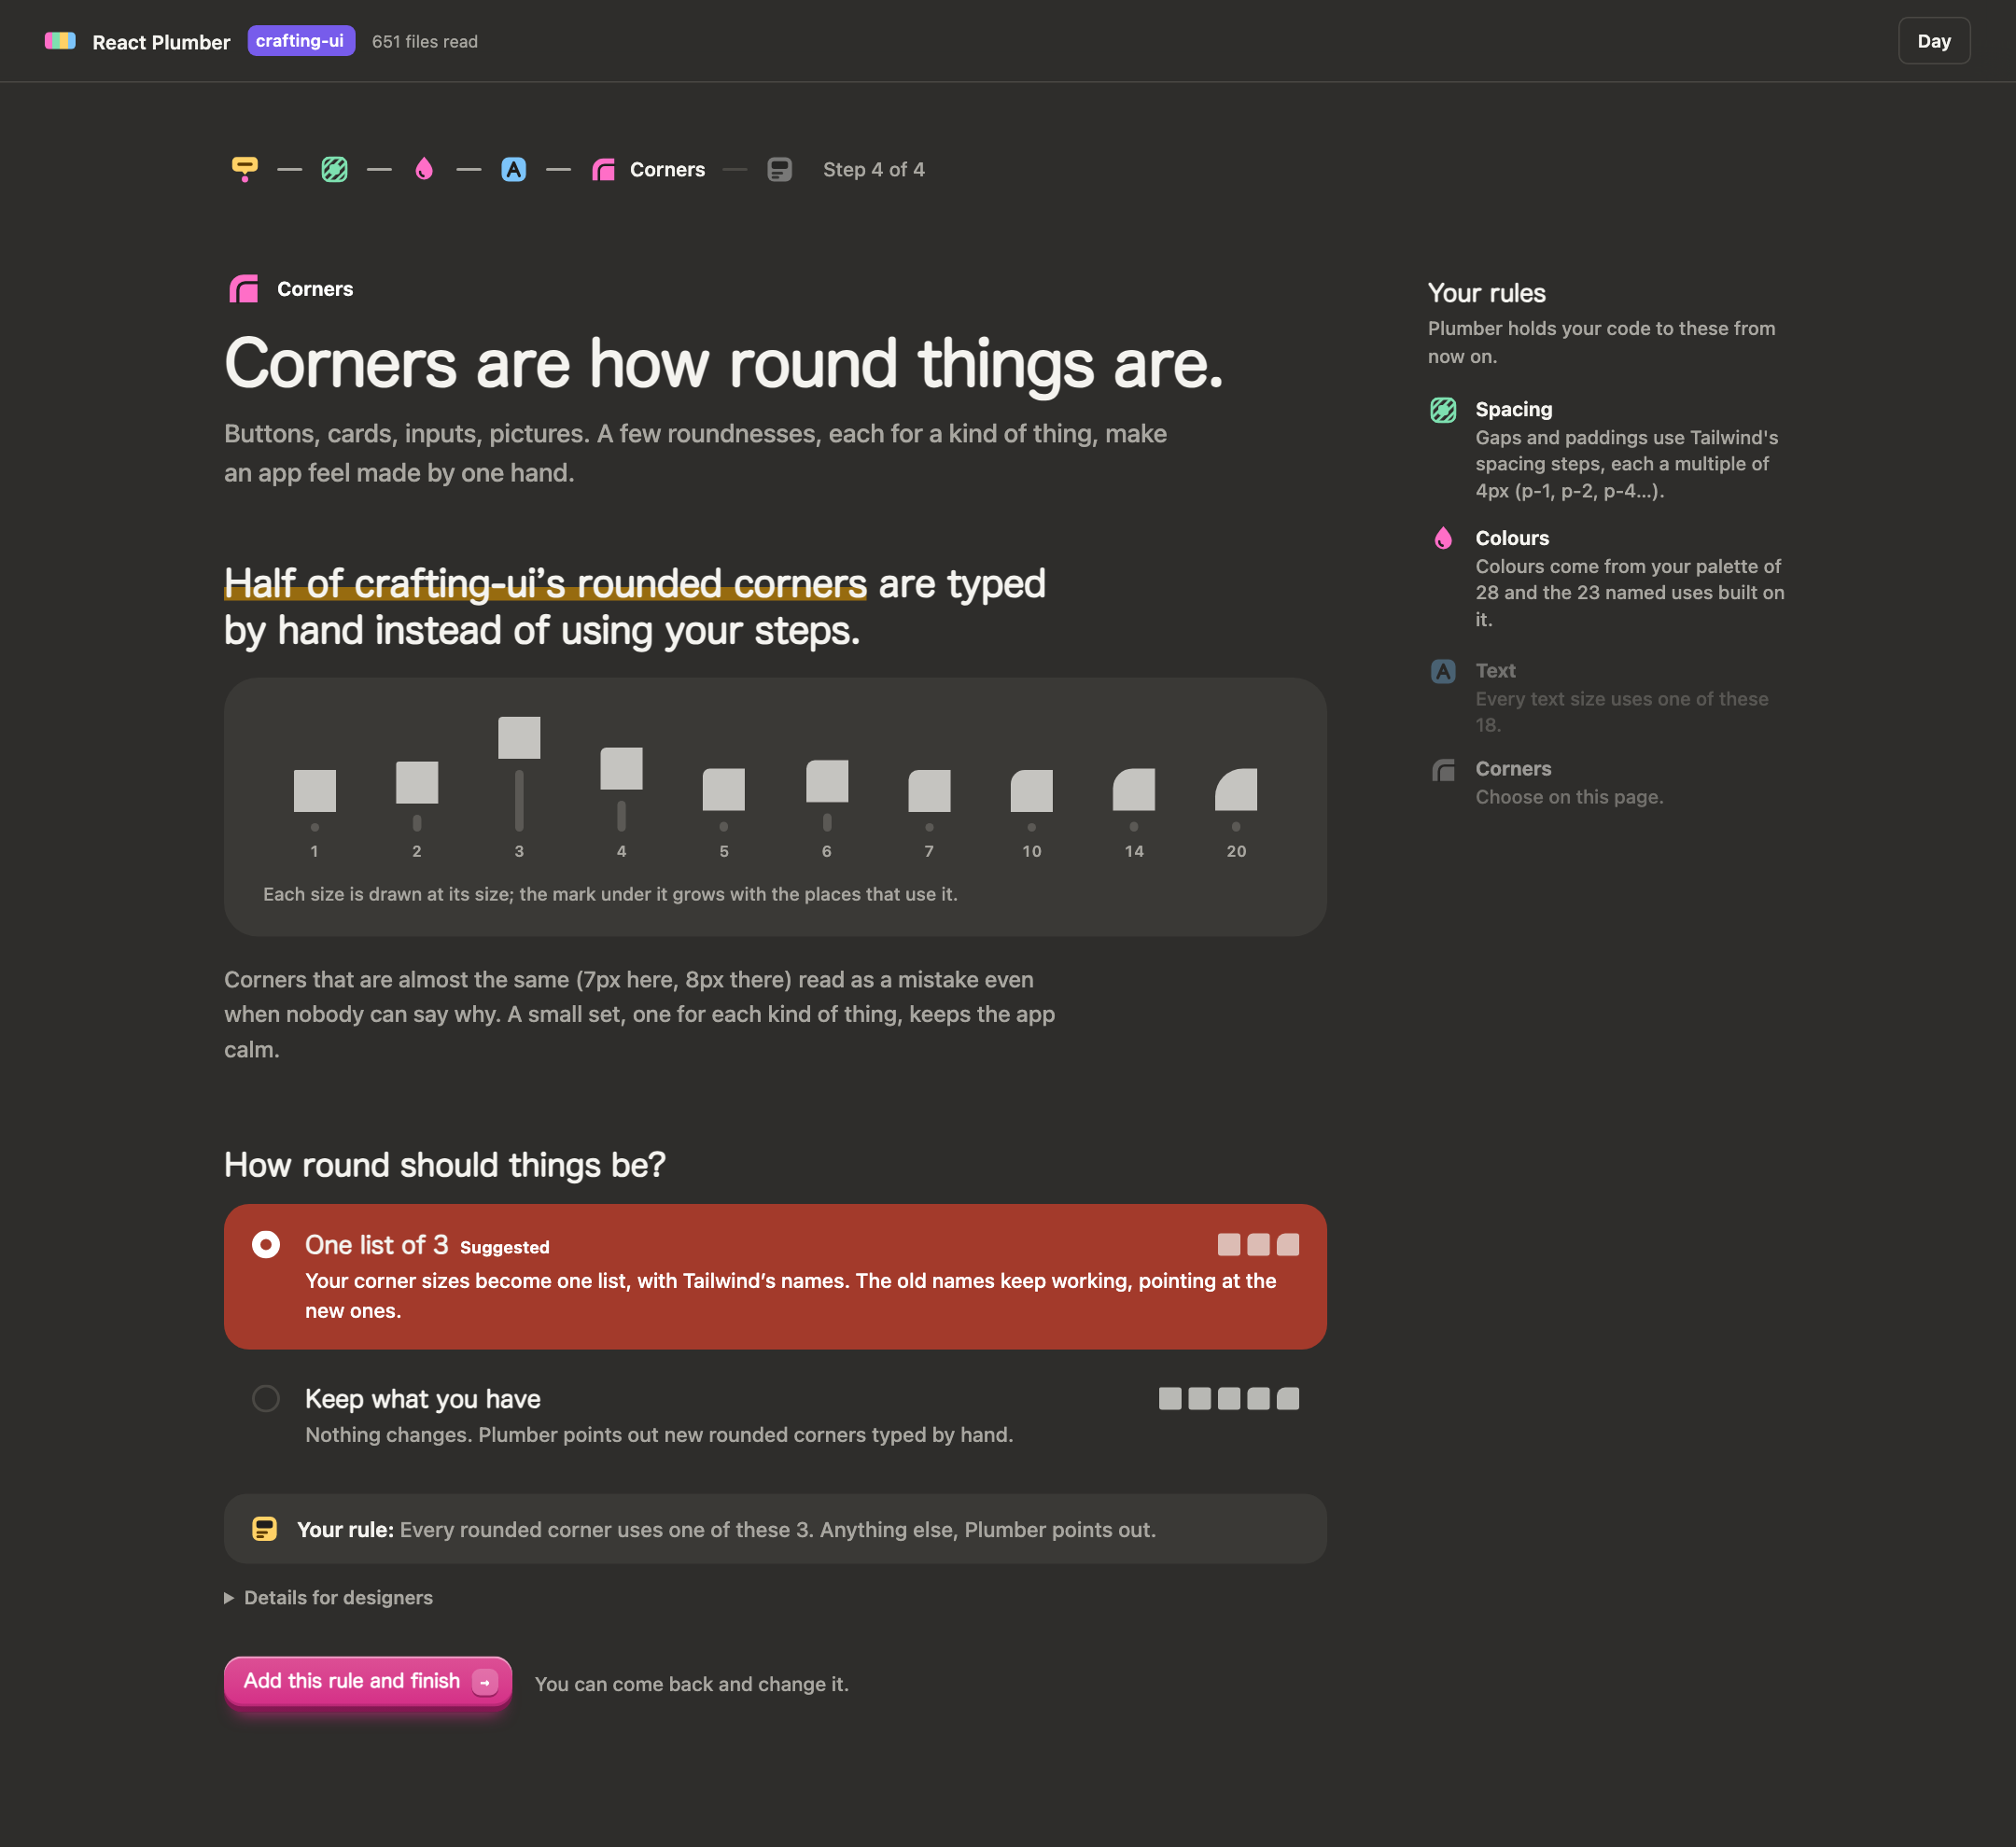 React Plumber crafting-ui 651 files read Day
A Corners Step 4 of 4
Corners
Corners are how round things are.
Buttons, cards, inputs, pictures. A few roundnesses, each for a kind of thing, make
an app feel made by one hand.
Half of crafting-ui’s rounded corners are typed
by hand instead of using your steps.
1 2 3 4 5 6 7 10 14 20
Each size is drawn at its size; the mark under it grows with the places that use it.
Corners that are almost the same (7px here, 8px there) read as a mistake even
when nobody can say why. A small set, one for each kind of thing, keeps the app
calm.
How round should things be?
One list of 3 Suggested
Your corner sizes become one list, with Tailwind’s names. The old names keep working, pointing at the
new ones.
Keep what you have
Nothing changes. Plumber points out new rounded corners typed by hand.
Your rule: Every rounded corner uses one of these 3. Anything else, Plumber points out.
Details for designers
Add this rule and finish → You can come back and change it.
Your rules
Plumber holds your code to these from
now on.
Spacing
Gaps and paddings use Tailwind's
spacing steps, each a multiple of
4px (p-1, p-2, p-4...).
Colours
Colours come from your palette of
28 and the 23 named uses built on
it.
A Text
Every text size uses one of these
18.
Corners
Choose on this page.